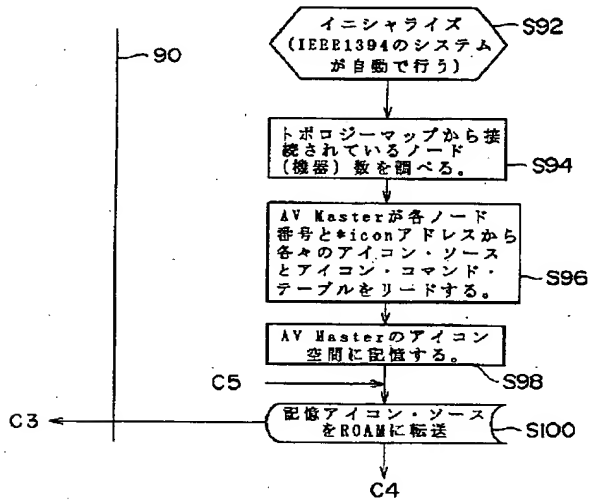 イニシャライズ
(IEEE1394のシステム
が自動で行う)
S92
90
トポロジーマップから接
続されているノード
(機器)数を調べる。
S94
AV Masterが各ノード
番号と*iconアドレスから
各々のアイコン・ソース
とアイコン・コマンド・
テーブルをリードする。
S96
AV Masterのアイコン
空間に記憶する。
S98
C5
記憶アイコン・ソース
をROAMに転送
S100
C3
C4